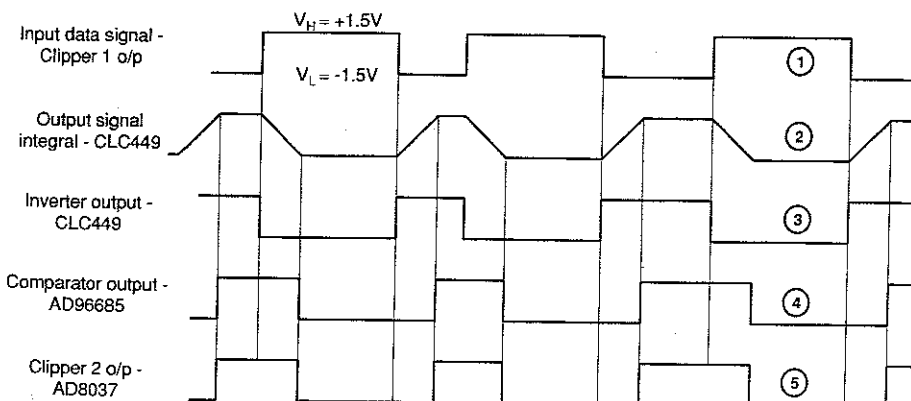 Input data signal -
Clipper 1 o/p
V_H = +1.5V
V_L = -1.5V
1
Output signal
integral - CLC449
2
Inverter output -
CLC449
3
Comparator output -
AD96685
4
Clipper 2 o/p -
AD8037
5